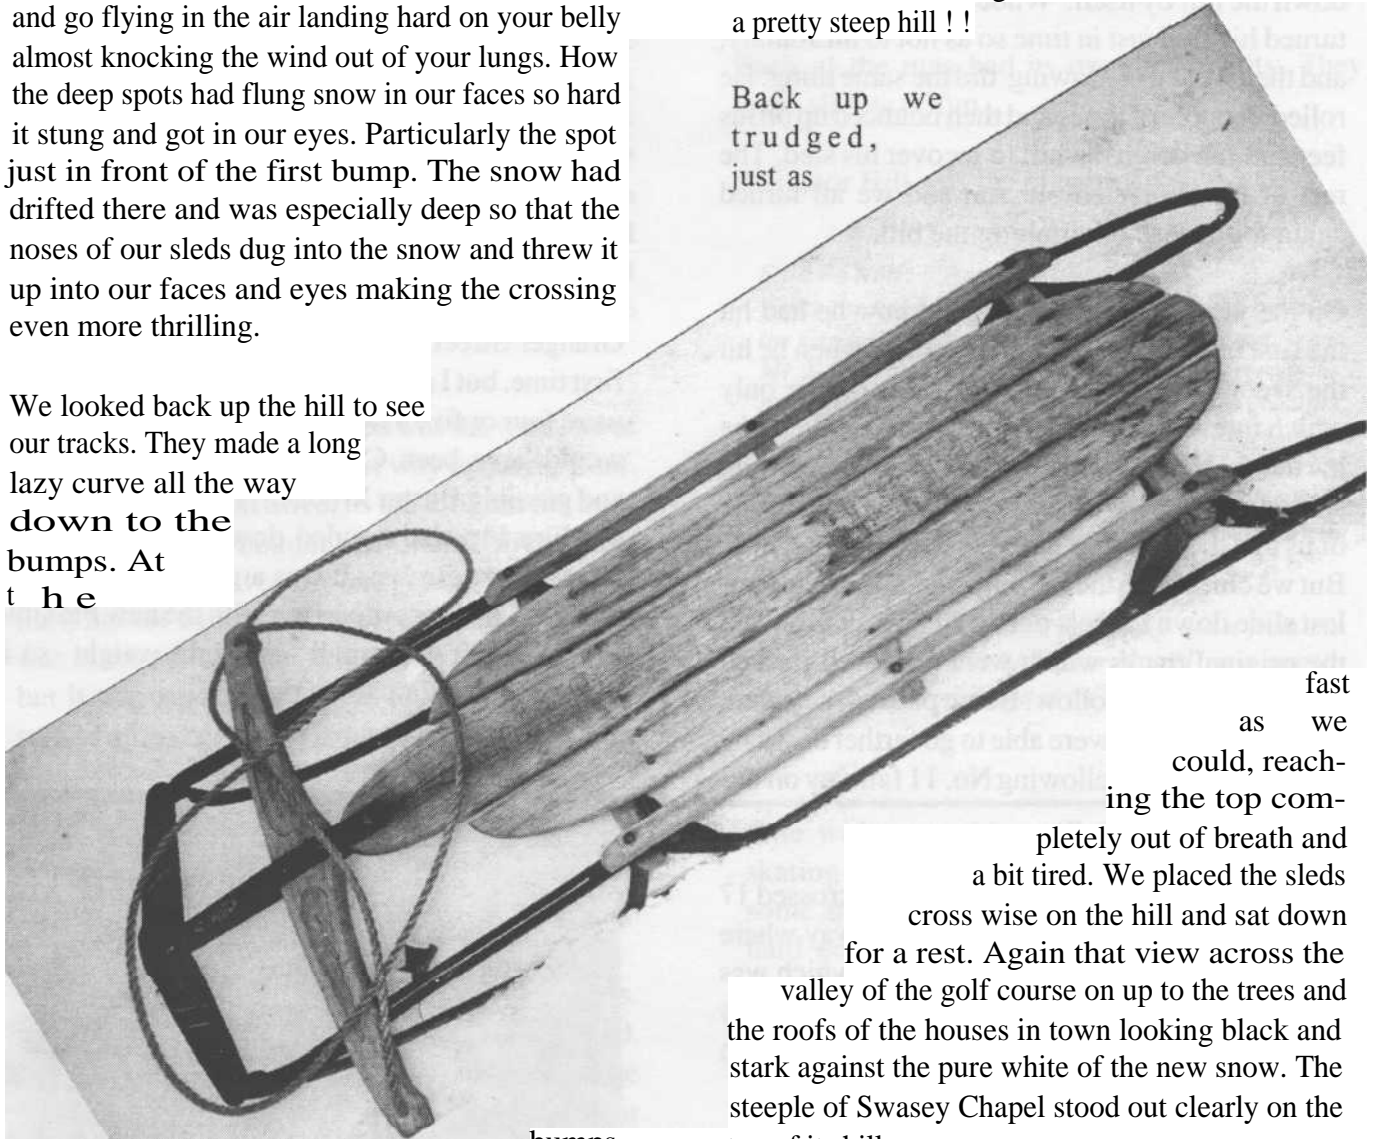 and go flying in the air landing hard on your belly
almost knocking the wind out of your lungs. How
the deep spots had flung snow in our faces so hard
it stung and got in our eyes. Particularly the spot
just in front of the first bump. The snow had
drifted there and was especially deep so that the
noses of our sleds dug into the snow and threw it
up into our faces and eyes making the crossing
even more thrilling.
We looked back up the hill to see
our tracks. They made a long
lazy curve all the way
down to the
bumps. At
t h e
bumps
a pretty steep hill ! !
Back up we
trudged,
just as
fast
as we
could, reach-
ing the top com-
pletely out of breath and
a bit tired. We placed the sleds
cross wise on the hill and sat down
for a rest. Again that view across the
valley of the golf course on up to the trees and
the roofs of the houses in town looking black and
stark against the pure white of the new snow. The
steeple of Swasey Chapel stood out clearly on the